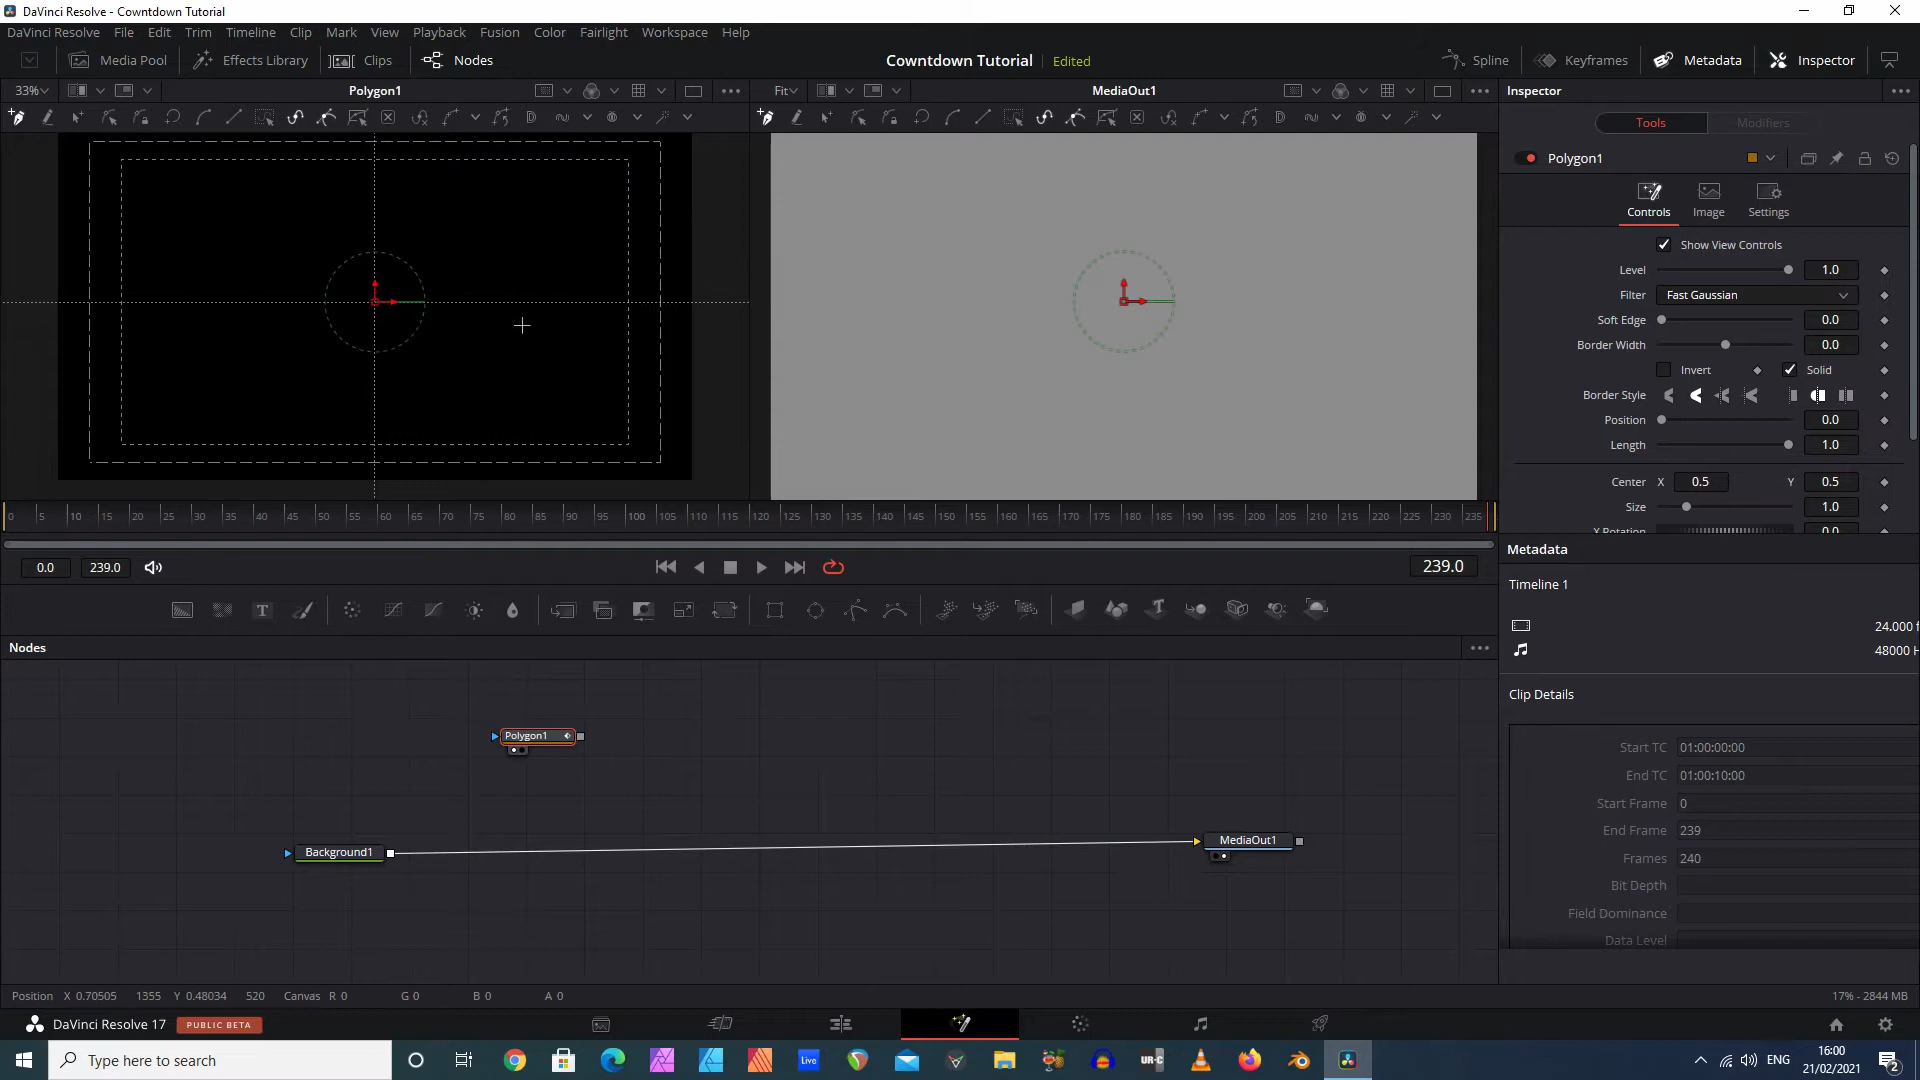 DaVinci Resolve - Cowntdown Tutorial
DaVinci Resolve File Edit Trim Timeline Clip Mark View Playback Fusion Color Fairlight Workspace Help
Media Pool Effects Library Clips Nodes Cowntdown Tutorial Edited Spline Keyframes Metadata Inspector
33% Polygon1 Fit MediaOut1 Inspector
Tools Modifiers
Polygon1
Controls Image Settings
Show View Controls
Level 1.0
Filter Fast Gaussian
Soft Edge 0.0
Border Width 0.0
Invert Solid
Border Style
Position 0.0
Length 1.0
Center X 0.5 Y 0.5
Size 1.0
X Rotation 0.0
0 5 10 15 20 25 30 35 40 45 50 55 60 65 70 75 80 85 90 95 100 105 110 115 120 125 130 135 140 145 150 155 160 165 170 175 180 185 190 195 200 205 210 215 220 225 230 235
0.0 239.0 239.0
Metadata
Timeline 1
24.000 f
48000 H
Clip Details
Start TC 01:00:00:00
End TC 01:00:10:00
Start Frame 0
End Frame 239
Frames 240
Bit Depth
Field Dominance
Data Level
T
Nodes
Polygon1
Background1
MediaOut1
Position X 0.70505 1355 Y 0.48034 520 Canvas R 0 G 0 B 0 A 0 17% - 2844 MB
DaVinci Resolve 17 PUBLIC BETA
Type here to search
Live
UR-C
ENG
16:00
21/02/2021
2